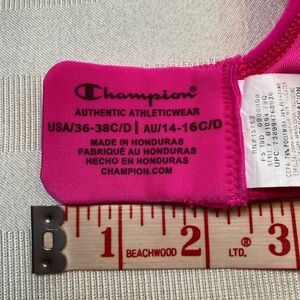 Champion
AUTHENTIC ATHLETICWEAR
USA/36-38C/D | AU/14-16C/D
MADE IN HONDURAS
FABRIQUÉ AU HONDURAS
HECHO EN HONDURAS
CHAMPION.COM
1 2 3
BEACHWOOD LTD.